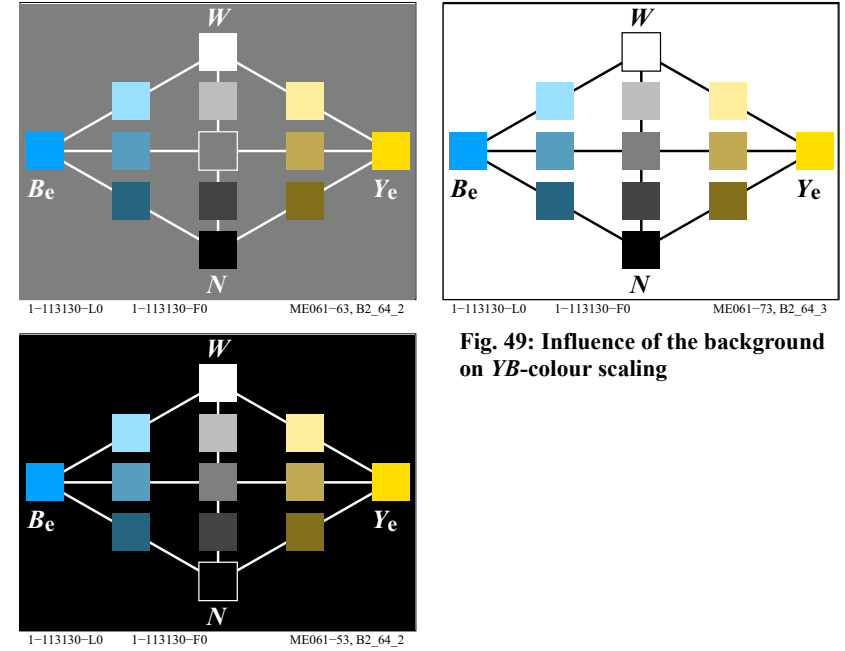 W
Be Ye
N
1−113130−L0 1−113130−F0 ME061−63, B2_64_2
W
Be Ye
N
1−113130−L0 1−113130−F0 ME061−73, B2_64_3
Fig. 49: Influence of the background
on YB-colour scaling
W
Be Ye
N
1−113130−L0 1−113130−F0 ME061−53, B2_64_2